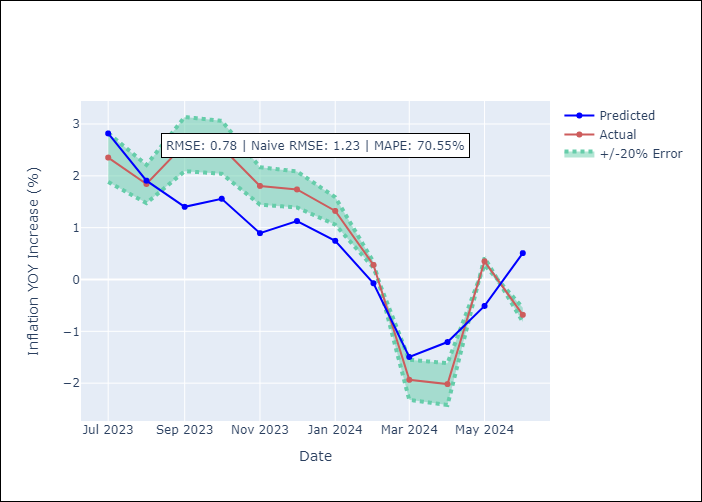 3
2
1
0
−1
−2
Inflation YOY Increase (%)
RMSE: 0.78 | Naive RMSE: 1.23 | MAPE: 70.55%
Predicted
Actual
+/-20% Error
Jul 2023 Sep 2023 Nov 2023 Jan 2024 Mar 2024 May 2024
Date